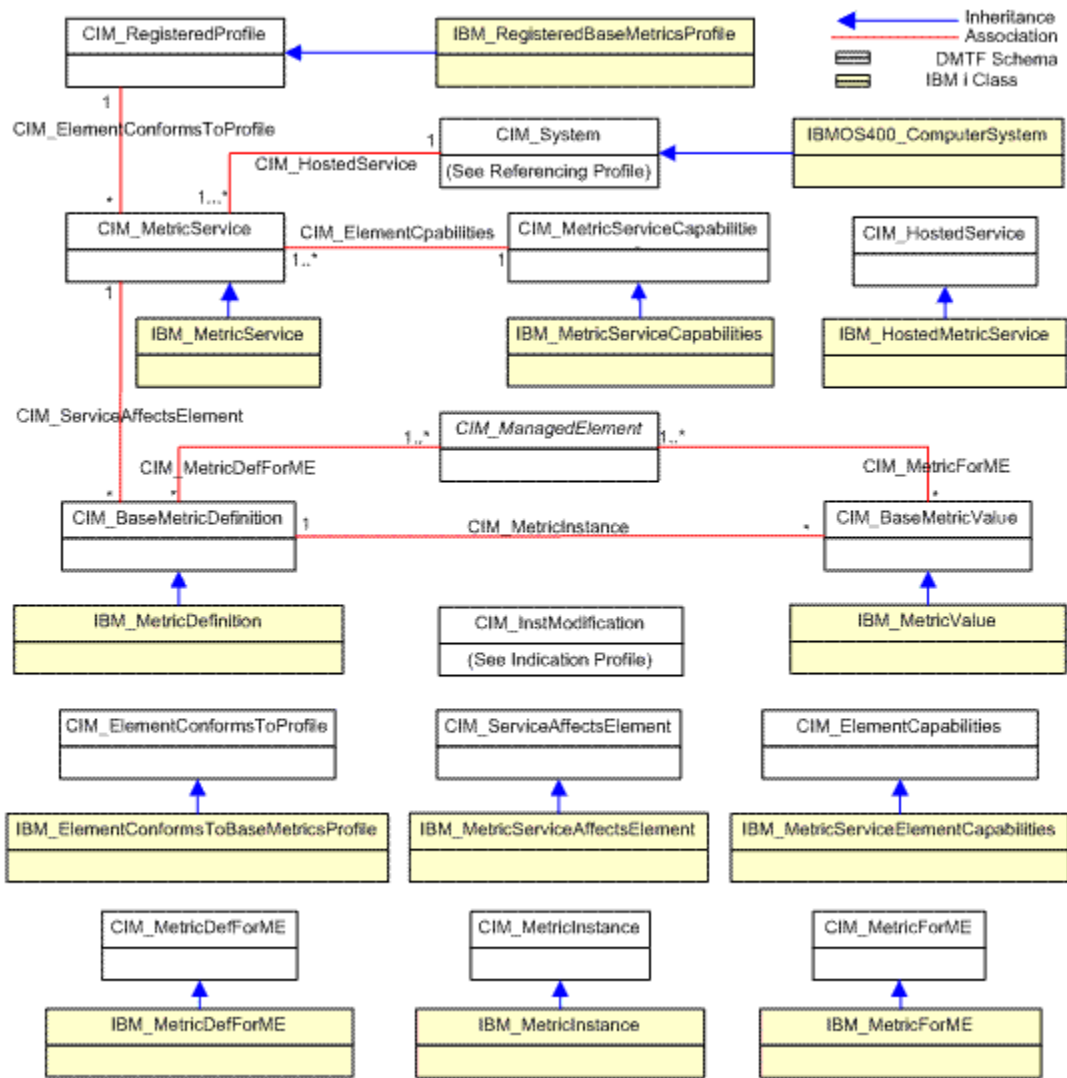 CIM_RegisteredProfile
IBM_RegisteredBaseMetricsProfile
Inheritance
Association
DMTF Schema
IBM i Class
1
CIM_ElementConformsToProfile
*
CIM_System
(See Referencing Profile)
1
CIM_HostedService
1...*
IBMOS400_ComputerSystem
CIM_MetricService
CIM_ElementCpabilities
1..*
1
CIM_MetricServiceCapabilitie
CIM_HostedService
1
IBM_MetricService
IBM_MetricServiceCapabilities
IBM_HostedMetricService
CIM_ServiceAffectsElement
*
1..*
CIM_ManagedElement
1..*
CIM_MetricDefForME
*
CIM_MetricForME
*
CIM_BaseMetricDefinition
1
CIM_MetricInstance
*
CIM_BaseMetricValue
IBM_MetricDefinition
CIM_InstModification
(See Indication Profile)
IBM_MetricValue
CIM_ElementConformsToProfile
CIM_ServiceAffectsElement
CIM_ElementCapabilities
IBM_ElementConformsToBaseMetricsProfile
IBM_MetricServiceAffectsElement
IBM_MetricServiceElementCapabilities
CIM_MetricDefForME
CIM_MetricInstance
CIM_MetricForME
IBM_MetricDefForME
IBM_MetricInstance
IBM_MetricForME